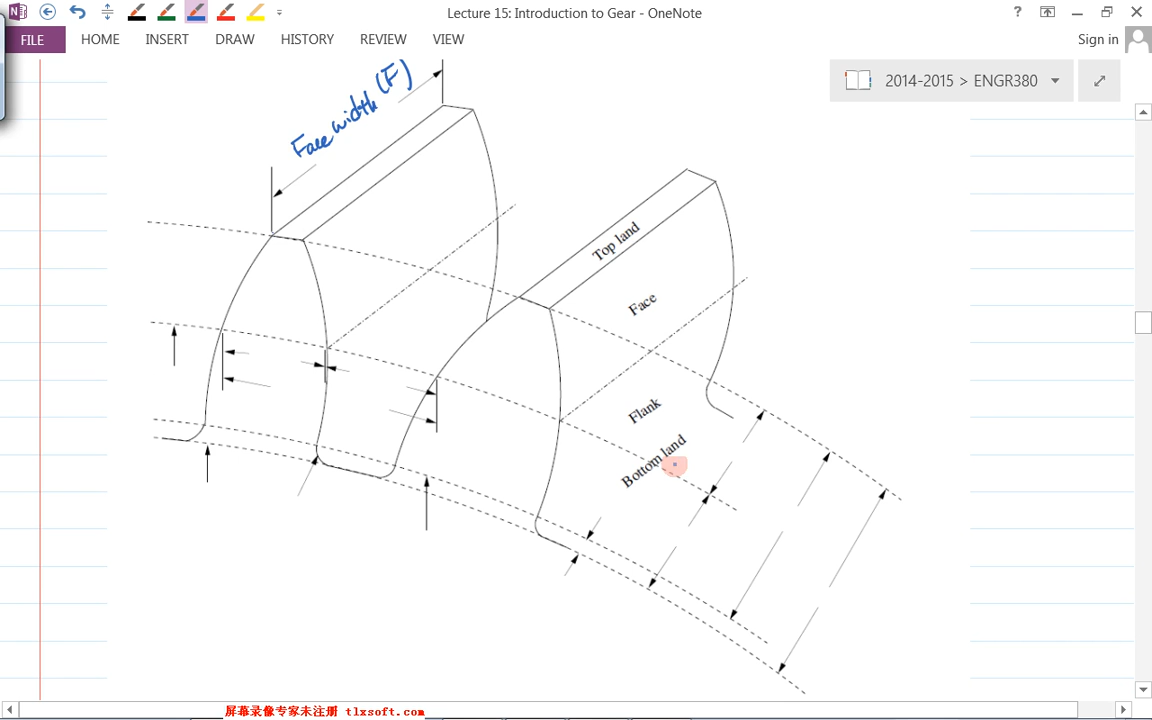 Lecture 15: Introduction to Gear - OneNote
?
FILE HOME INSERT DRAW HISTORY REVIEW VIEW
Sign in
2014-2015 > ENGR380
Face width (F)
Top land
Face
Flank
Bottom land
屏幕录像专家未注册 tlxsoft.com